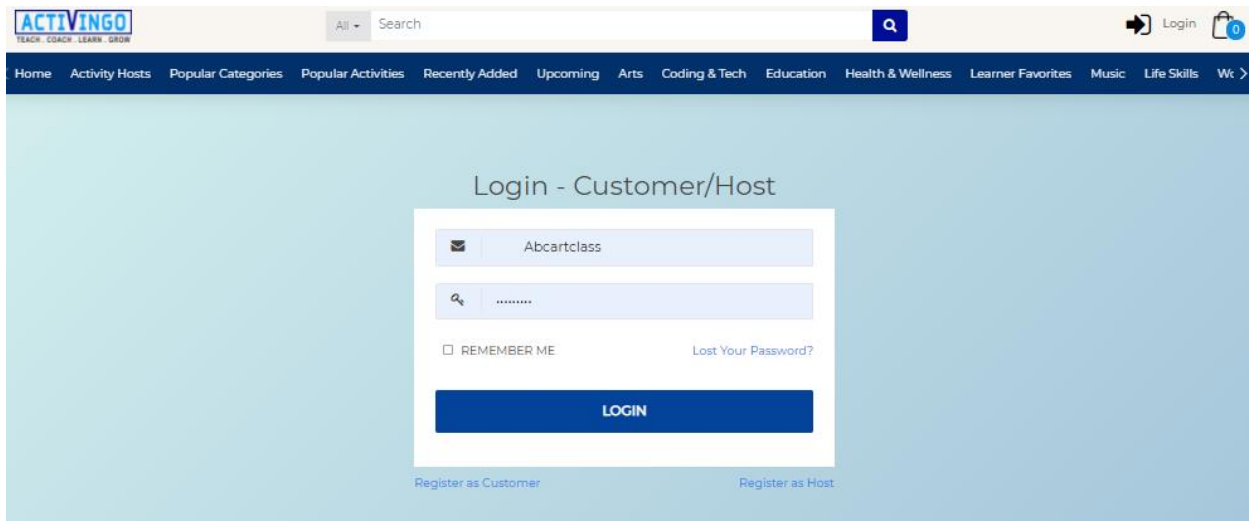 ACTIVINGO
TEACH . COACH . LEARN . GROW
All Search
Login 0
Home Activity Hosts Popular Categories Popular Activities Recently Added Upcoming Arts Coding & Tech Education Health & Wellness Learner Favorites Music Life Skills
Login - Customer/Host
Abcartclass
.........
REMEMBER ME Lost Your Password?
LOGIN
Register as Customer Register as Host